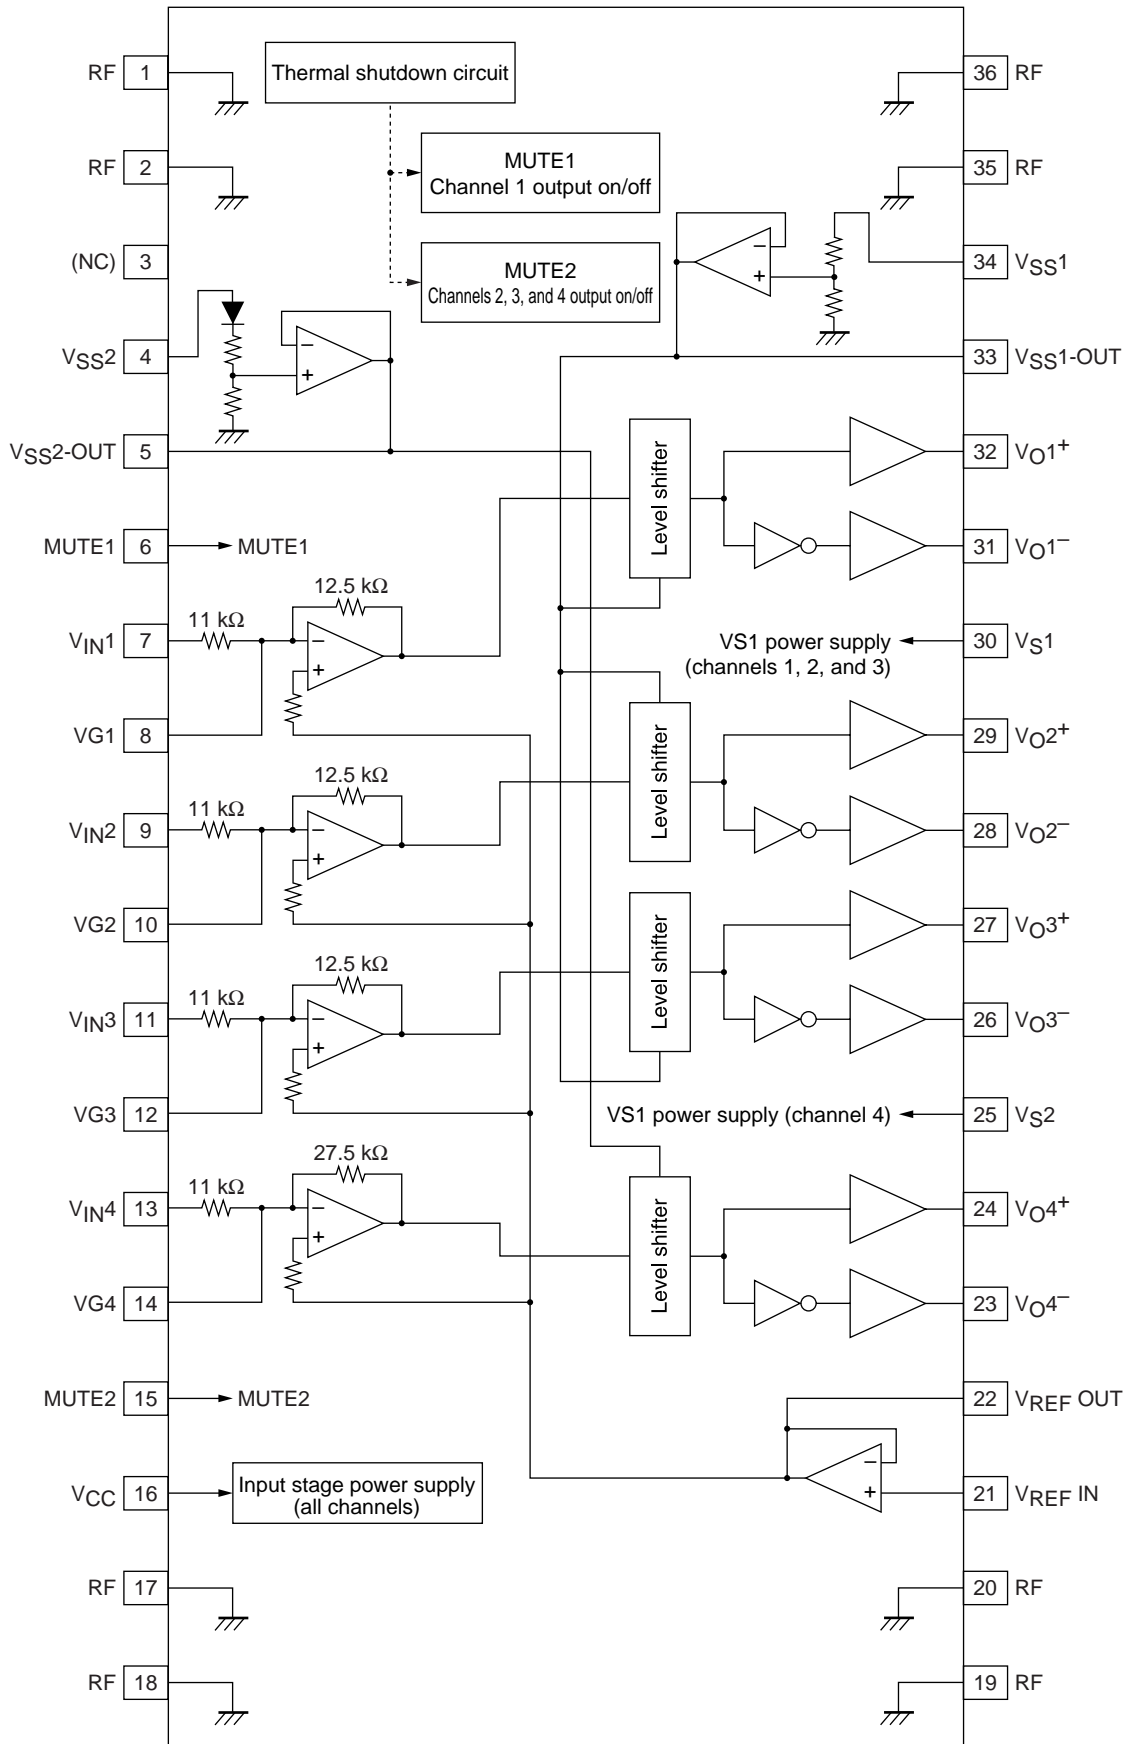 RF 1
Thermal shutdown circuit
36 RF
RF 2
MUTE1
Channel 1 output on/off
35 RF
(NC) 3
MUTE2
Channels 2, 3, and 4 output on/off
− +
34 VSS1
VSS2 4
− +
33 VSS1-OUT
VSS2-OUT 5
Level shifter
32 VO1+
MUTE1 6 MUTE1
31 VO1−
12.5 kΩ
11 kΩ
VIN1 7
− +
VS1 power supply
(channels 1, 2, and 3)
30 VS1
VG1 8
Level shifter
29 VO2+
12.5 kΩ
11 kΩ
VIN2 9
− +
28 VO2−
VG2 10
Level shifter
27 VO3+
12.5 kΩ
11 kΩ
VIN3 11
− +
26 VO3−
VG3 12
VS1 power supply (channel 4)
25 VS2
27.5 kΩ
11 kΩ
VIN4 13
− +
Level shifter
24 VO4+
VG4 14
23 VO4−
MUTE2 15 MUTE2
22 VREF OUT
VCC 16
Input stage power supply
(all channels)
− +
21 VREF IN
RF 17
20 RF
RF 18
19 RF